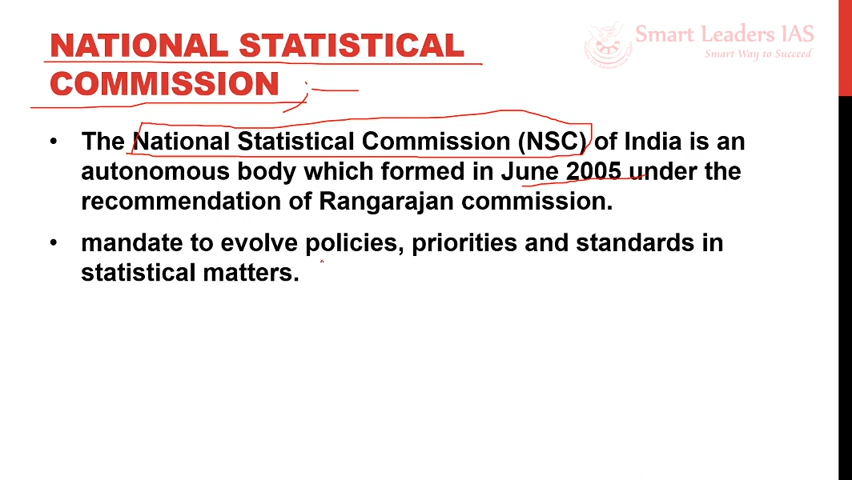 NATIONAL STATISTICAL
COMMISSION
Smart Leaders IAS
Smart Way to Succeed
• The National Statistical Commission (NSC) of India is an
autonomous body which formed in June 2005 under the
recommendation of Rangarajan commission.
• mandate to evolve policies, priorities and standards in
statistical matters.